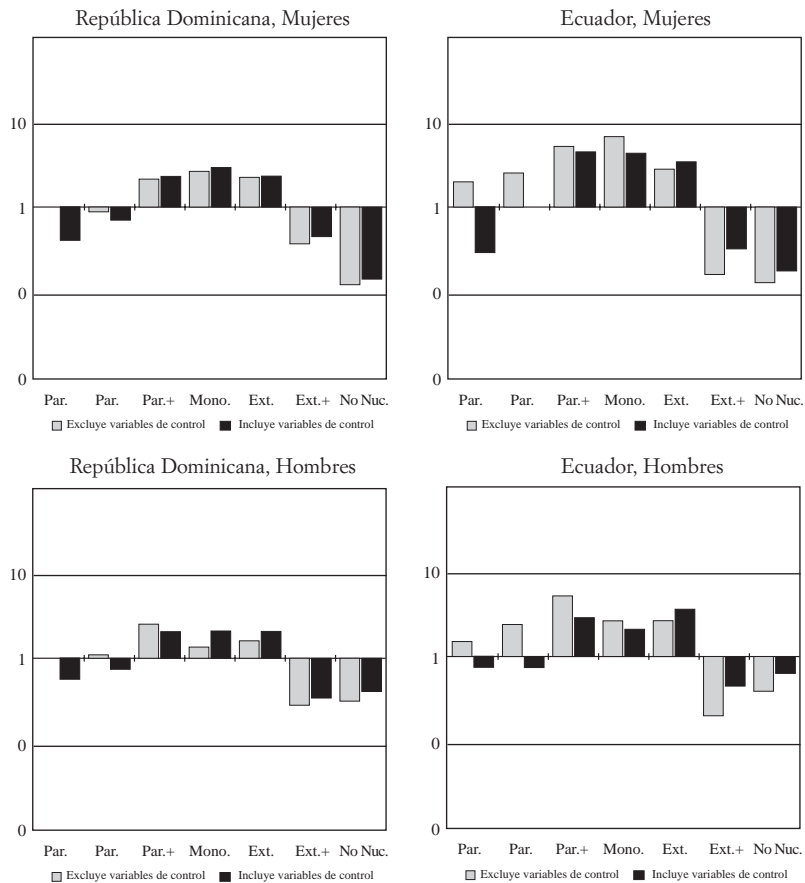 República Dominicana, Mujeres
10
1
0
0
Par. Par. Par.+ Mono. Ext. Ext.+ No Nuc.
Excluye variables de control Incluye variables de control
Ecuador, Mujeres
10
1
0
0
Par. Par. Par.+ Mono. Ext. Ext.+ No Nuc.
Excluye variables de control Incluye variables de control
República Dominicana, Hombres
10
1
0
0
Par. Par. Par.+ Mono. Ext. Ext.+ No Nuc.
Excluye variables de control Incluye variables de control
Ecuador, Hombres
10
1
0
0
Par. Par. Par.+ Mono. Ext. Ext.+ No Nuc.
Excluye variables de control Incluye variables de control